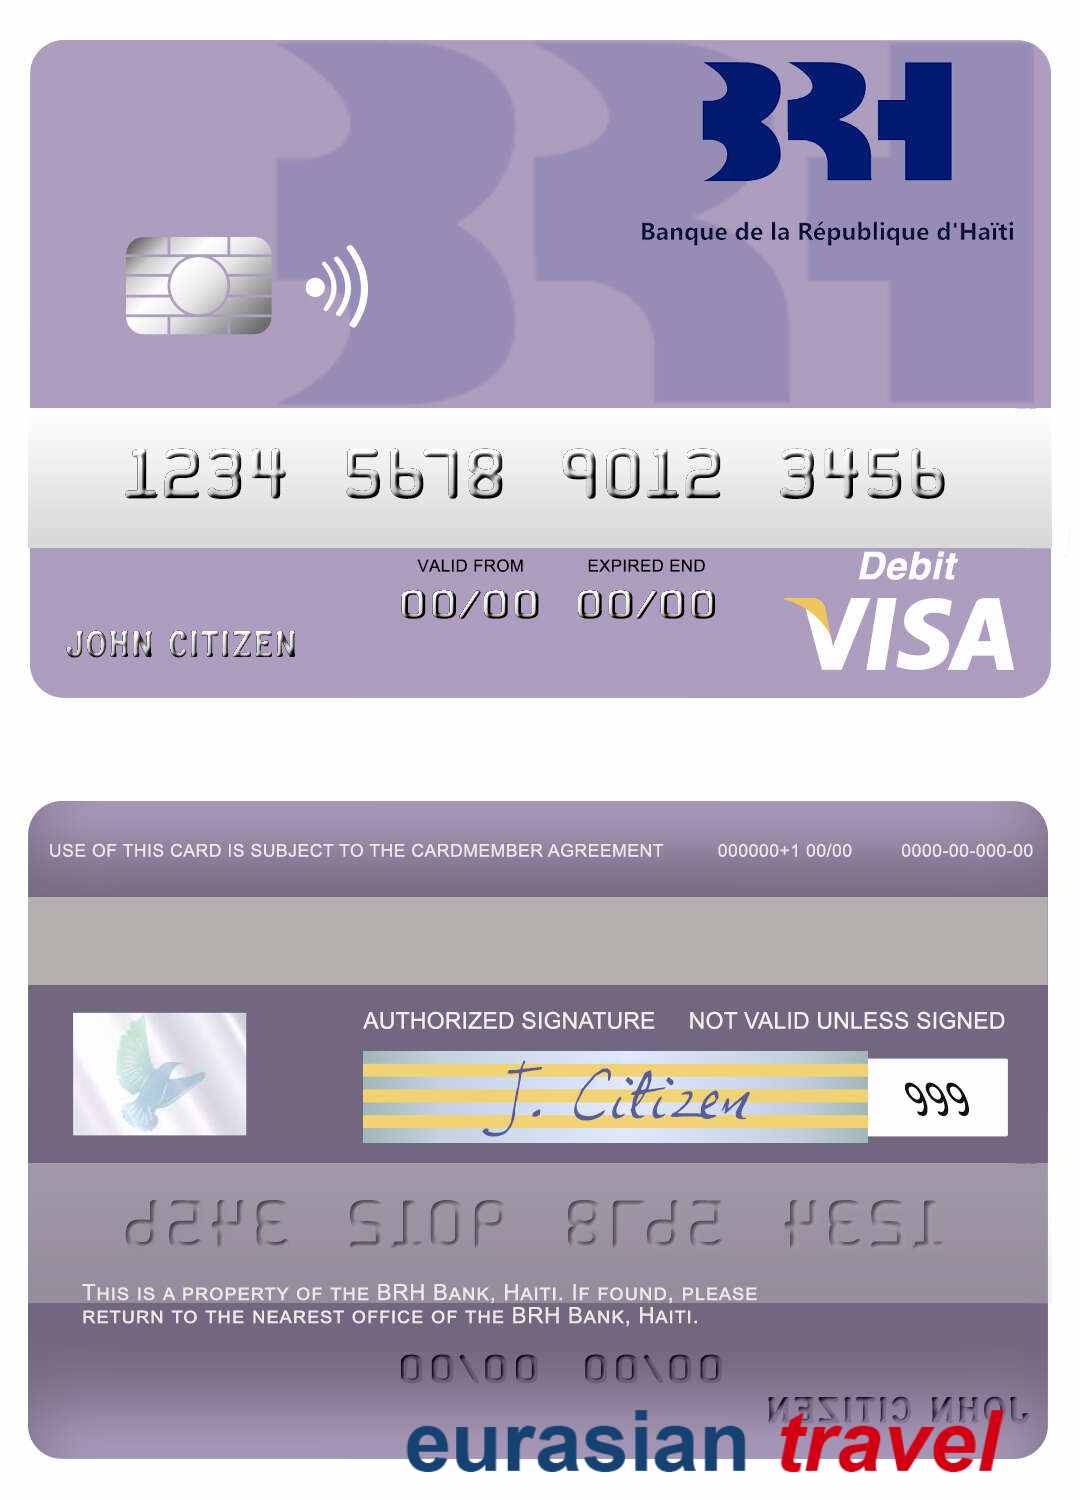 BRH
Banque de la République d'Haïti
1234 5678 9012 3456
VALID FROM EXPIRED END
00/00 00/00
JOHN CITIZEN
Debit
VISA
USE OF THIS CARD IS SUBJECT TO THE CARDMEMBER AGREEMENT 000000+1 00/00 0000-00-000-00
AUTHORIZED SIGNATURE NOT VALID UNLESS SIGNED
J. Citizen 999
1234 5678 9012 3456
THIS IS A PROPERTY OF THE BRH BANK, HAITI. IF FOUND, PLEASE
RETURN TO THE NEAREST OFFICE OF THE BRH BANK, HAITI.
00/00 00/00
JOHN CITIZEN
eurasian travel